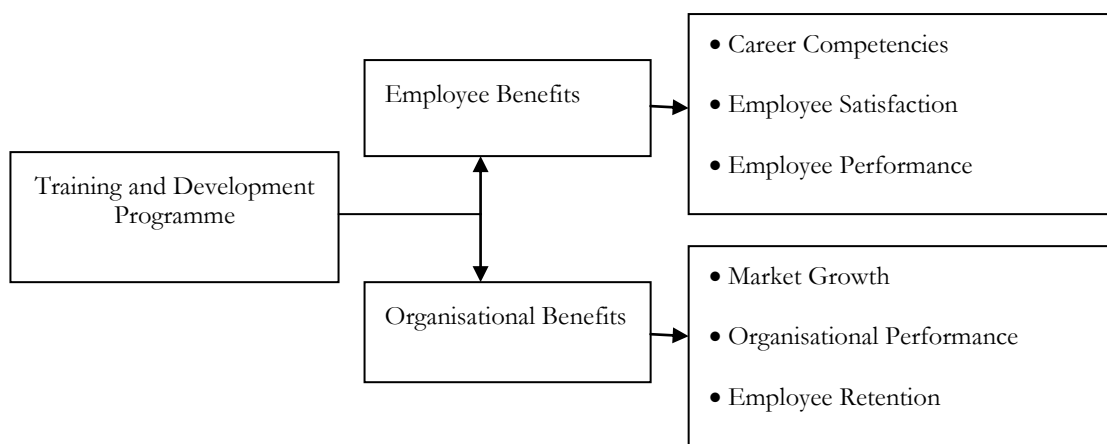 Training and Development
Programme
Employee Benefits
• Career Competencies
• Employee Satisfaction
• Employee Performance
Organisational Benefits
• Market Growth
• Organisational Performance
• Employee Retention